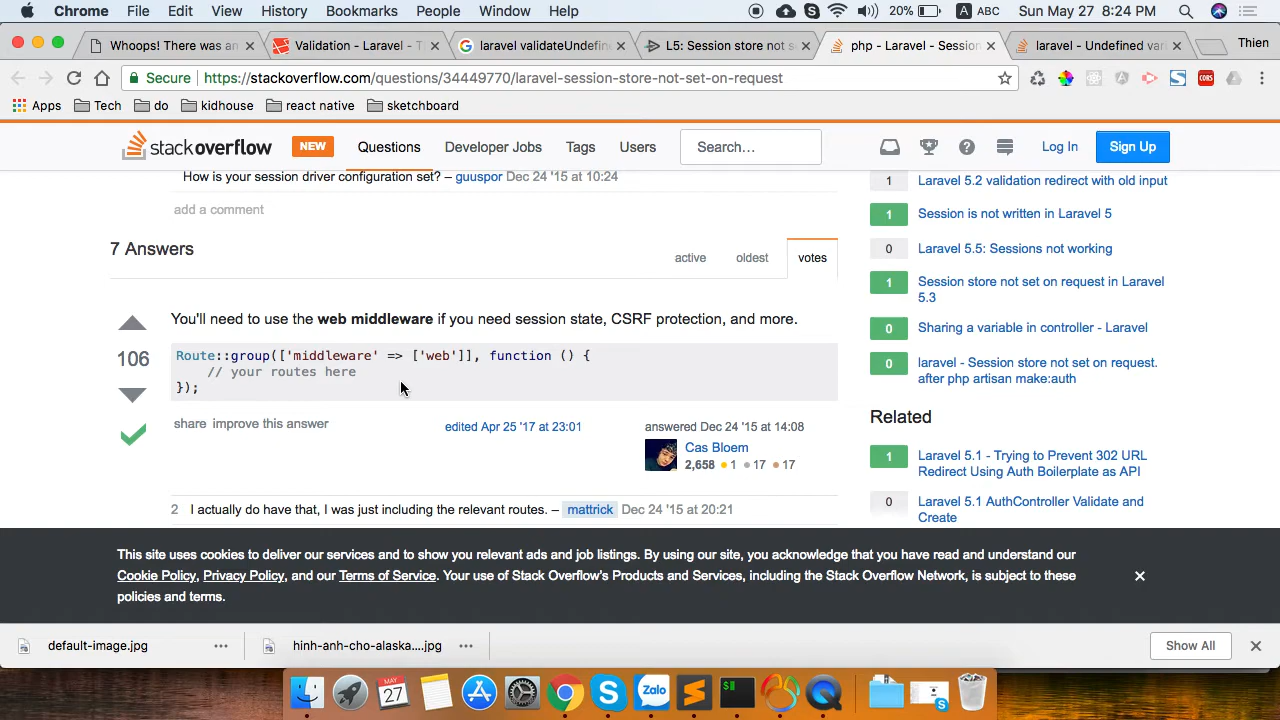 Chrome File Edit View History Bookmarks People Window Help 20% A ABC Sun May 27 8:24 PM
Whoops! There was an Validation - Laravel - T laravel validateUndefine L5: Session store not s php - Laravel - Session laravel - Undefined vari Thien
Secure https://stackoverflow.com/questions/34449770/laravel-session-store-not-set-on-request
Apps Tech do kidhouse react native sketchboard
stackoverflow NEW Questions Developer Jobs Tags Users Search... Log In Sign Up
How is your session driver configuration set? – guuspor Dec 24 '15 at 10:24
add a comment
7 Answers
active oldest votes
106
You'll need to use the web middleware if you need session state, CSRF protection, and more.
Route::group(['middleware' => ['web']], function () {
// your routes here
});
share improve this answer
edited Apr 25 '17 at 23:01
answered Dec 24 '15 at 14:08
Cas Bloem
2,658 1 17 17
2 I actually do have that, I was just including the relevant routes. – mattrick Dec 24 '15 at 20:21
1 Laravel 5.2 validation redirect with old input
1 Session is not written in Laravel 5
0 Laravel 5.5: Sessions not working
1 Session store not set on request in Laravel
5.3
0 Sharing a variable in controller - Laravel
0 laravel - Session store not set on request.
after php artisan make:auth
Related
1 Laravel 5.1 - Trying to Prevent 302 URL
Redirect Using Auth Boilerplate as API
0 Laravel 5.1 AuthController Validate and
Create
This site uses cookies to deliver our services and to show you relevant ads and job listings. By using our site, you acknowledge that you have read and understand our
Cookie Policy, Privacy Policy, and our Terms of Service. Your use of Stack Overflow's Products and Services, including the Stack Overflow Network, is subject to these
policies and terms.
default-image.jpg hinh-anh-cho-alaska....jpg Show All
MAY
27
Zalo